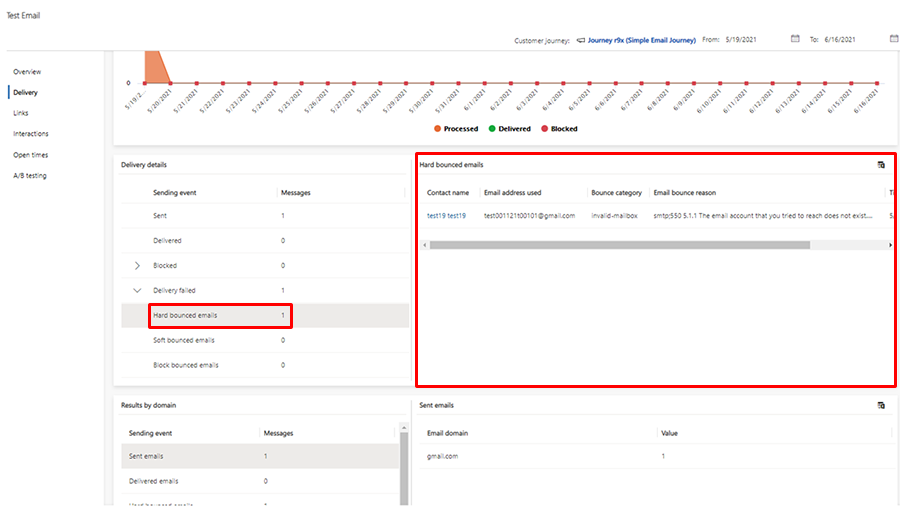 Test Email
Customer Journey: Journey r9x (Simple Email Journey) From: 5/19/2021 To: 6/16/2021
Overview
Delivery
Links
Interactions
Open times
A/B testing
0
5/19/2... 5/20/2021 5/21/2021 5/22/2021 5/23/2021 5/24/2021 5/25/2021 5/26/2021 5/27/2021 5/28/2021 5/29/2021 5/30/2021 5/31/2021 6/1/2021 6/2/2021 6/3/2021 6/4/2021 6/5/2021 6/6/2021 6/7/2021 6/8/2021 6/9/2021 6/10/2021 6/11/2021 6/12/2021 6/13/2021 6/14/2021 6/15/2021 6/16/2021
Processed Delivered Blocked
Delivery details
Sending event Messages
Sent 1
Delivered 0
Blocked 0
Delivery failed 1
Hard bounced emails 1
Soft bounced emails 0
Block bounced emails 0
Hard bounced emails
Contact name Email address used Bounce category Email bounce reason
test19 test19 test001121t00101@gmail.com invalid-mailbox smtp;550 5.1.1 The email account that you tried to reach does not exist....
Results by domain
Sending event Messages
Sent emails 1
Delivered emails 0
Hard bounced emails
Sent emails
Email domain Value
gmail.com 1